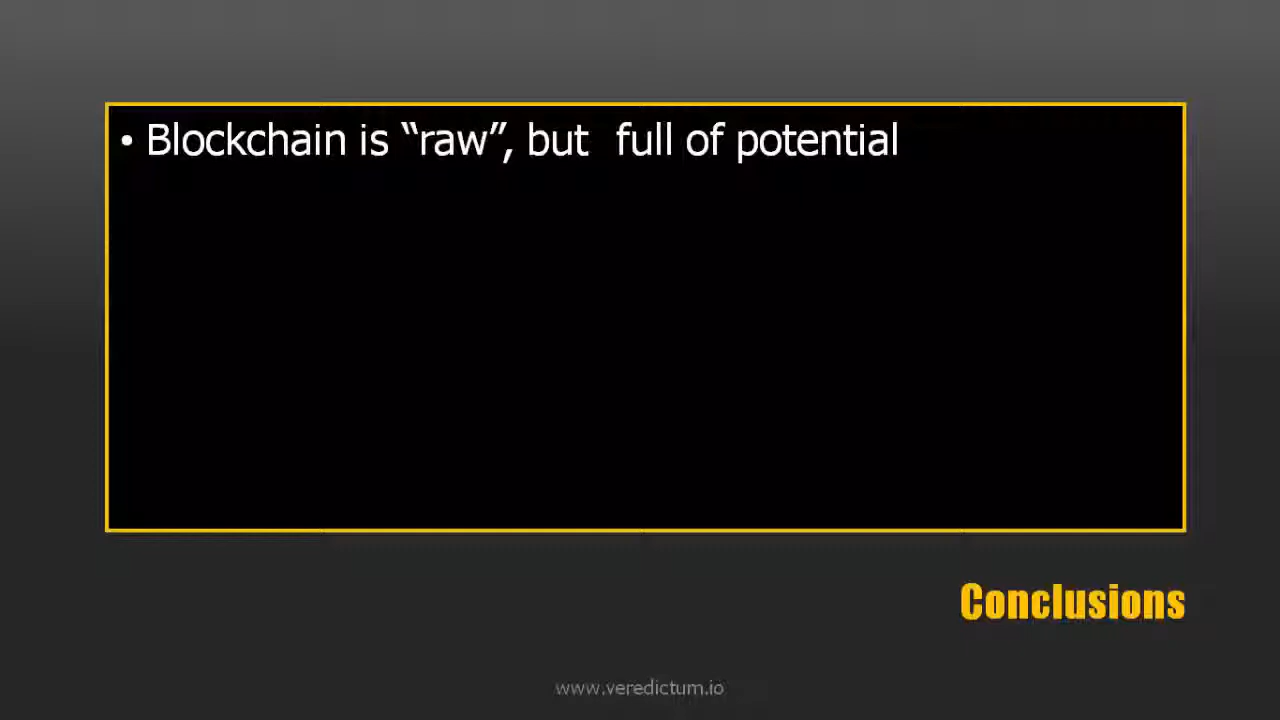 • Blockchain is “raw”, but  full of potential
Conclusions
www.veredictum.io